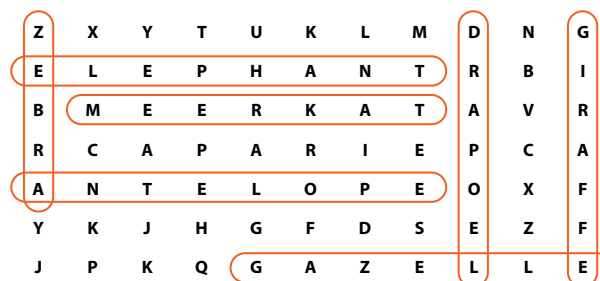 Z X Y T U K L M D N G
E L E P H A N T R B I
B M E E R K A T A V R
R C A P A R I E P C A
A N T E L O P E O X F
Y K J H G F D S E Z F
J P K Q G A Z E L L E